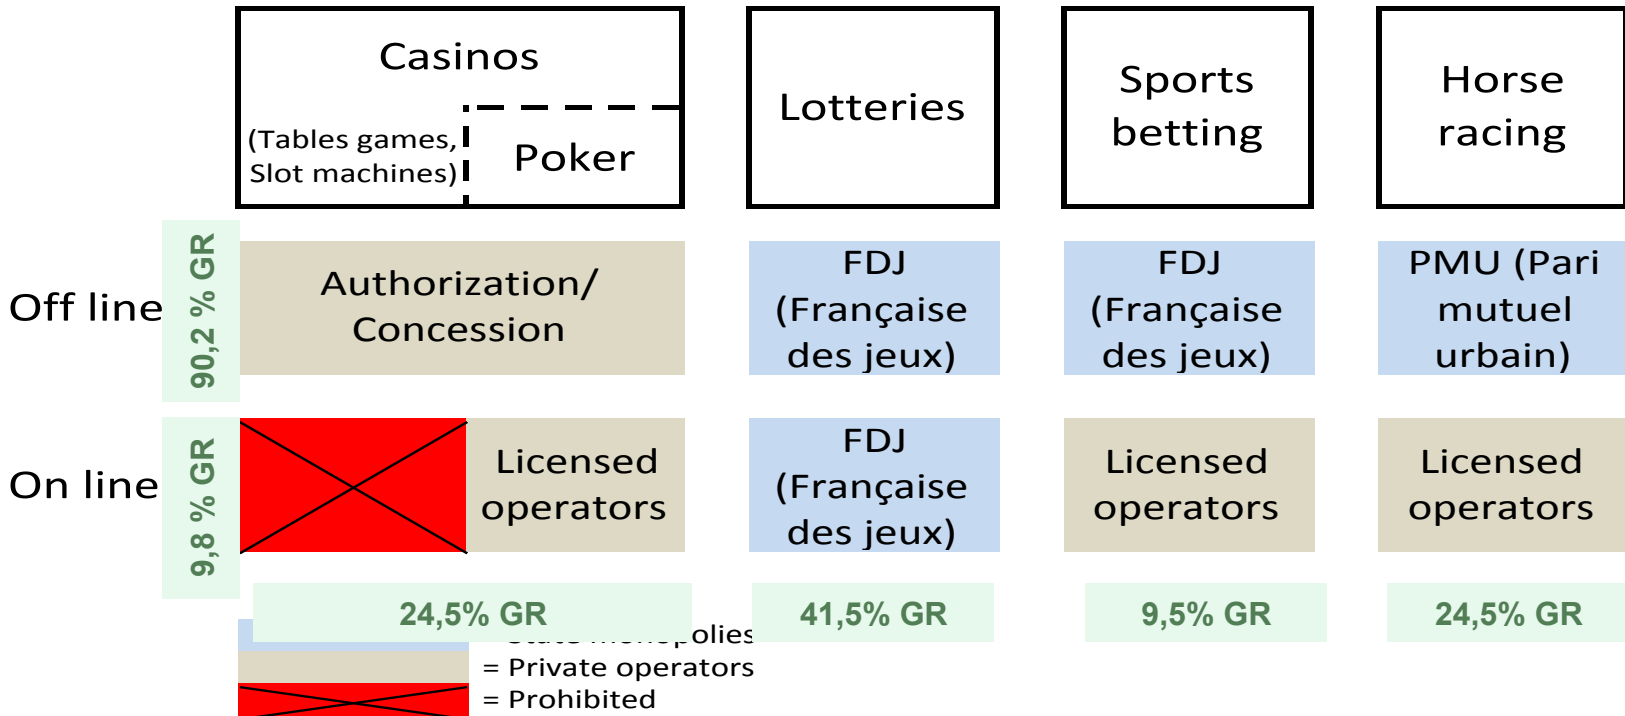 Casinos
(Tables games,
Slot machines)
Poker
Lotteries
Sports
betting
Horse
racing
Off line
90,2 % GR
Authorization/
Concession
FDJ
(Française
des jeux)
FDJ
(Française
des jeux)
PMU (Pari
mutuel
urbain)
On line
9,8 % GR
Licensed
operators
FDJ
(Française
des jeux)
Licensed
operators
Licensed
operators
24,5% GR
41,5% GR
9,5% GR
24,5% GR
= State monopolies
= Private operators
= Prohibited